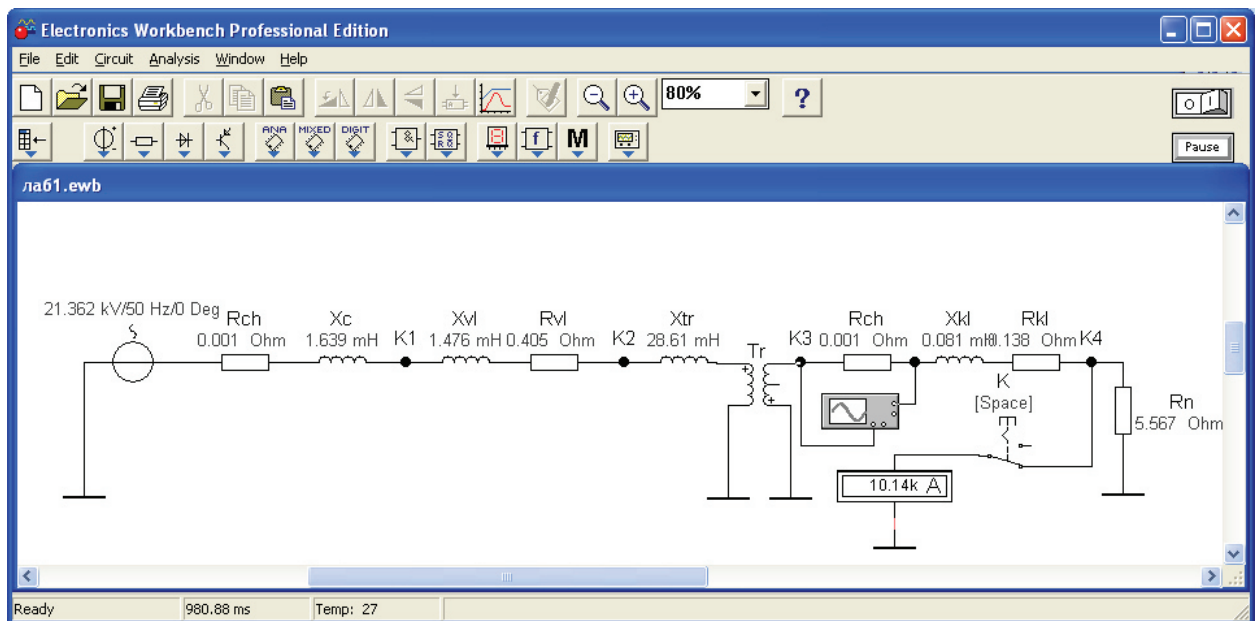 Electronics Workbench Professional Edition
File Edit Circuit Analysis Window Help
80%
?
ANA MIXED DIGIT
M
Pause
лаб1.ewb
21.362 kV/50 Hz/0 Deg
Rch Xc Xvl Rvl Xtr Rch Xkl Rkl
0.001 Ohm 1.639 mH K1 1.476 mH 0.405 Ohm K2 28.61 mH Tr K3 0.001 Ohm 0.081 0.138 Ohm K4
K
[Space]
Rn
5.567 Ohm
10.14k A
Ready 980.88 ms Temp: 27